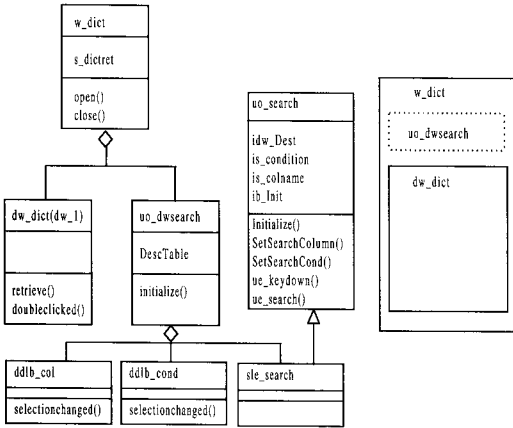 w_dict
s_dictret
open()
close()
dw_dict(dw_1)
retrieve()
doubleclicked()
uo_dwsearch
DescTable
initialize()
uo_search
idw_Dest
is_condition
is_colname
ib_Init
Initialize()
SetSearchColumn()
SetSearchCond()
ue_keydown()
ue_search()
w_dict
uo_dwsearch
dw_dict
ddlb_col
selectionchanged()
ddlb_cond
selectionchanged()
sle_search